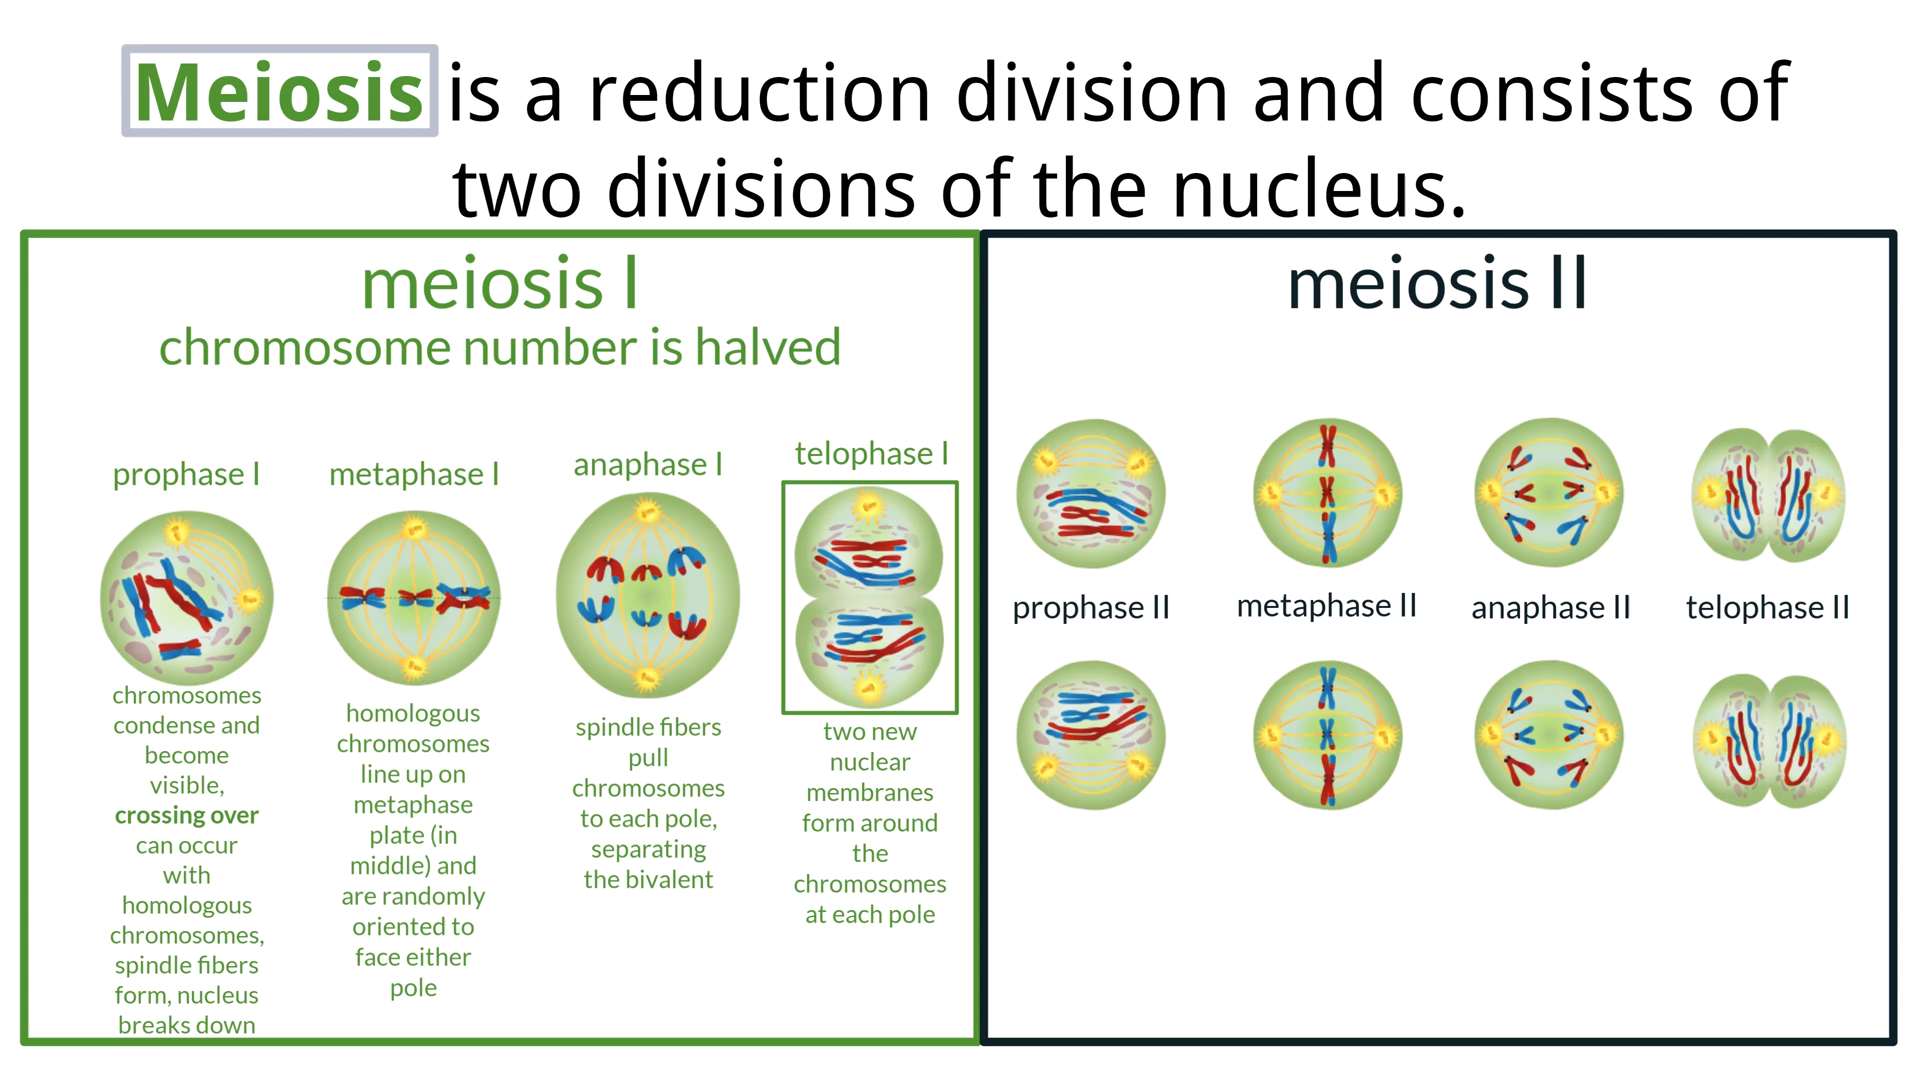 Meiosis is a reduction division and consists of
two divisions of the nucleus.
meiosis I
chromosome number is halved
prophase I
chromosomes
condense and
become
visible,
crossing over
can occur
with
homologous
chromosomes,
spindle fibers
form, nucleus
breaks down
metaphase I
homologous
chromosomes
line up on
metaphase
plate (in
middle) and
are randomly
oriented to
face either
pole
anaphase I
spindle fibers
pull
chromosomes
to each pole,
separating
the bivalent
telophase I
two new
nuclear
membranes
form around
the
chromosomes
at each pole
meiosis II
prophase II
metaphase II
anaphase II
telophase II